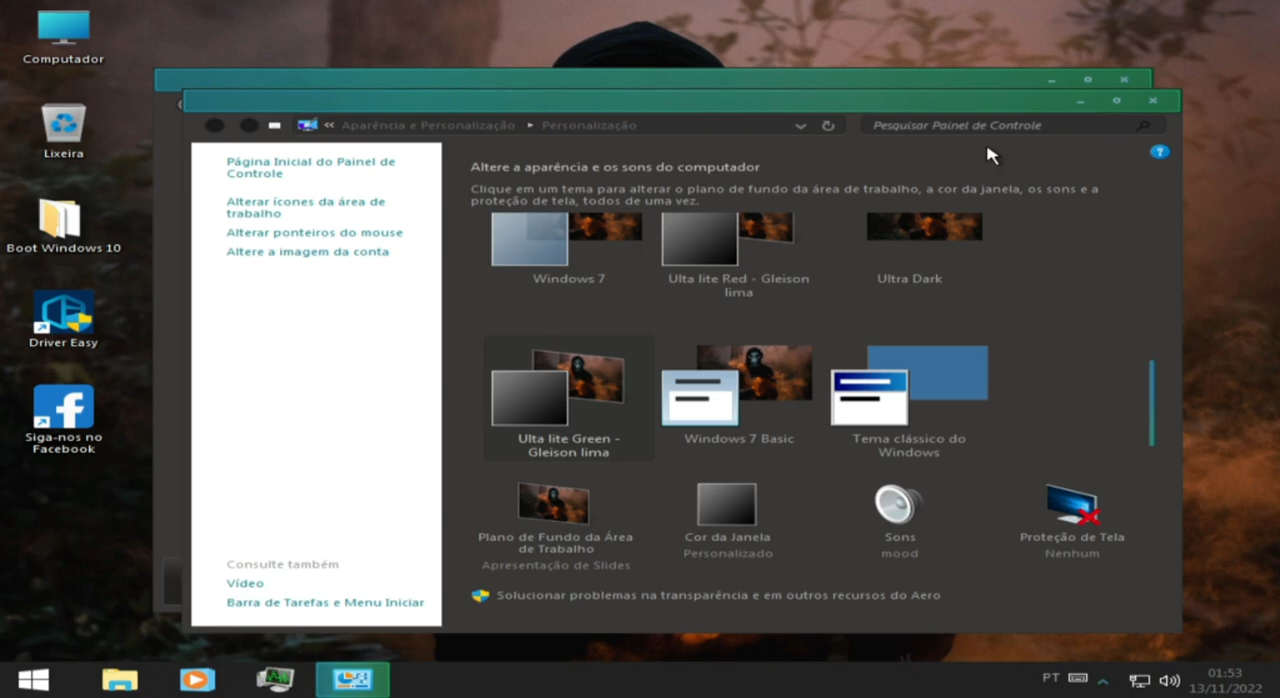 Computador
Lixeira
Boot Windows 10
Driver Easy
Siga-nos no
Facebook
« Aparência e Personalização ▸ Personalização
Pesquisar Painel de Controle
Página Inicial do Painel de
Controle
Alterar ícones da área de
trabalho
Alterar ponteiros do mouse
Altere a imagem da conta
Consulte também
Vídeo
Barra de Tarefas e Menu Iniciar
Altere a aparência e os sons do computador
Clique em um tema para alterar o plano de fundo da área de trabalho, a cor da janela, os sons e a
proteção de tela, todos de uma vez.
Windows 7
Ulta lite Red - Gleison
lima
Ultra Dark
Ulta lite Green -
Gleison lima
Windows 7 Basic
Tema clássico do
Windows
Plano de Fundo da Área
de Trabalho
Apresentação de Slides
Cor da Janela
Personalizado
Sons
mood
Proteção de Tela
Nenhum
Solucionar problemas na transparência e em outros recursos do Aero
PT
01:53
13/11/2022